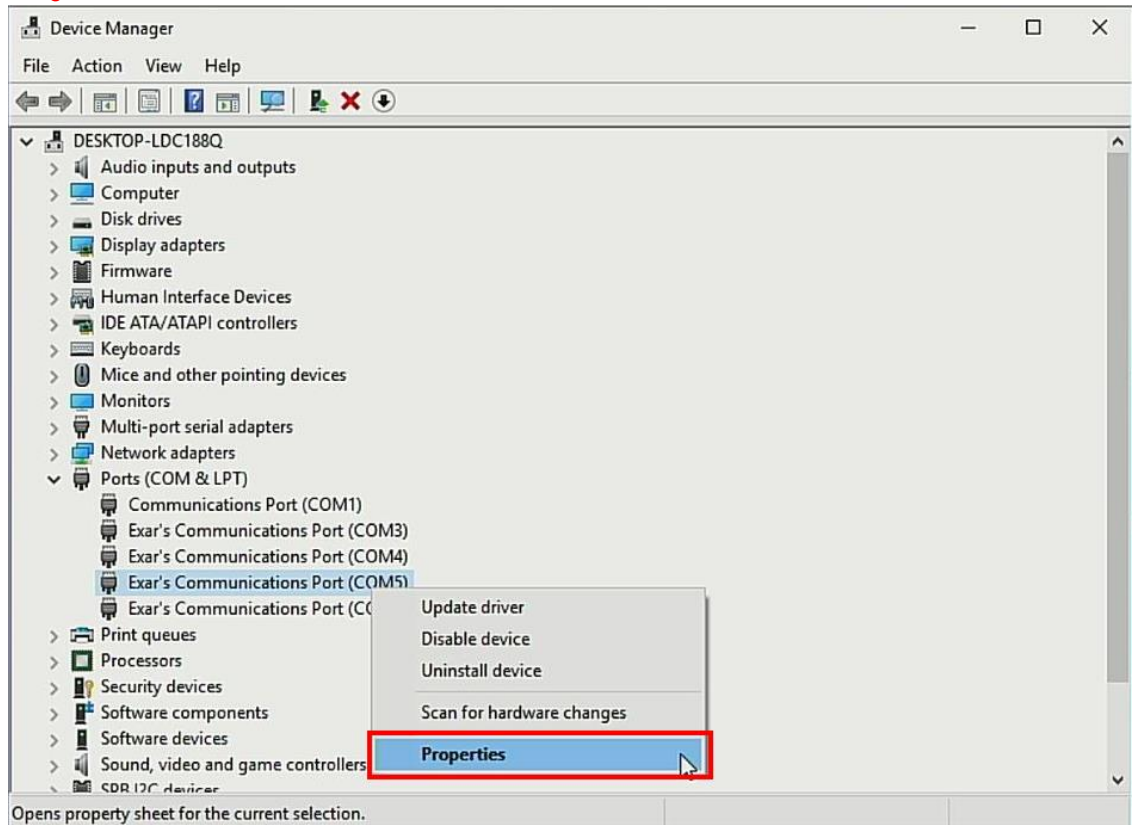 Device Manager
File Action View Help
DESKTOP-LDC188Q
Audio inputs and outputs
Computer
Disk drives
Display adapters
Firmware
Human Interface Devices
IDE ATA/ATAPI controllers
Keyboards
Mice and other pointing devices
Monitors
Multi-port serial adapters
Network adapters
Ports (COM & LPT)
Communications Port (COM1)
Exar's Communications Port (COM3)
Exar's Communications Port (COM4)
Exar's Communications Port (COM5)
Exar's Communications Port (CO
Print queues
Processors
Security devices
Software components
Software devices
Sound, video and game controllers
SPB I2C devices
Update driver
Disable device
Uninstall device
Scan for hardware changes
Properties
Opens property sheet for the current selection.